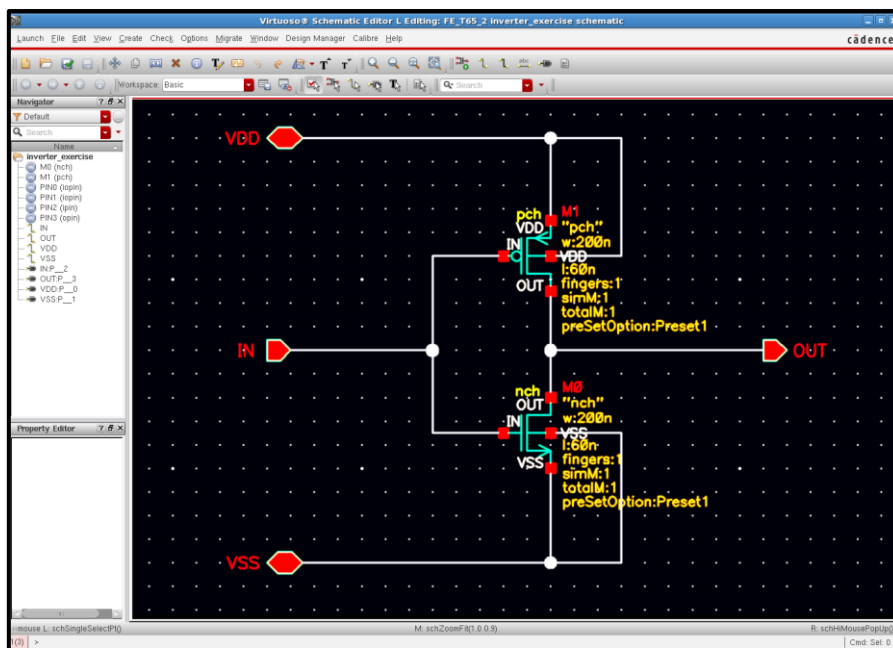 Virtuoso® Schematic Editor L Editing: FE_T65_2 inverter_exercise schematic
Launch File Edit View Create Check Options Migrate Window Design Manager Calibre Help
cādence
Workspace: Basic
Search
Navigator
Default
Search
Name
inverter_exercise
M0 (nch)
M1 (pch)
PIN0 (iopin)
PIN1 (iopin)
PIN2 (ipin)
PIN3 (opin)
IN
OUT
VDD
VSS
IN:P__2
OUT:P__3
VDD:P__0
VSS:P__1
Property Editor
VDD
pch
M1
VDD
"pch"
IN
w:200n
VDD
l:60n
OUT
fingers:1
simM:1
totalM:1
preSetOption:Preset1
IN
OUT
nch
M0
OUT
"nch"
IN
w:200n
VSS
l:60n
VSS
fingers:1
simM:1
totalM:1
preSetOption:Preset1
VSS
mouse L: schSingleSelectPt()
M: schZoomFit(1.0 0.9)
R: schHiMousePopUp()
1(3) >
Cmd: Sel: 0